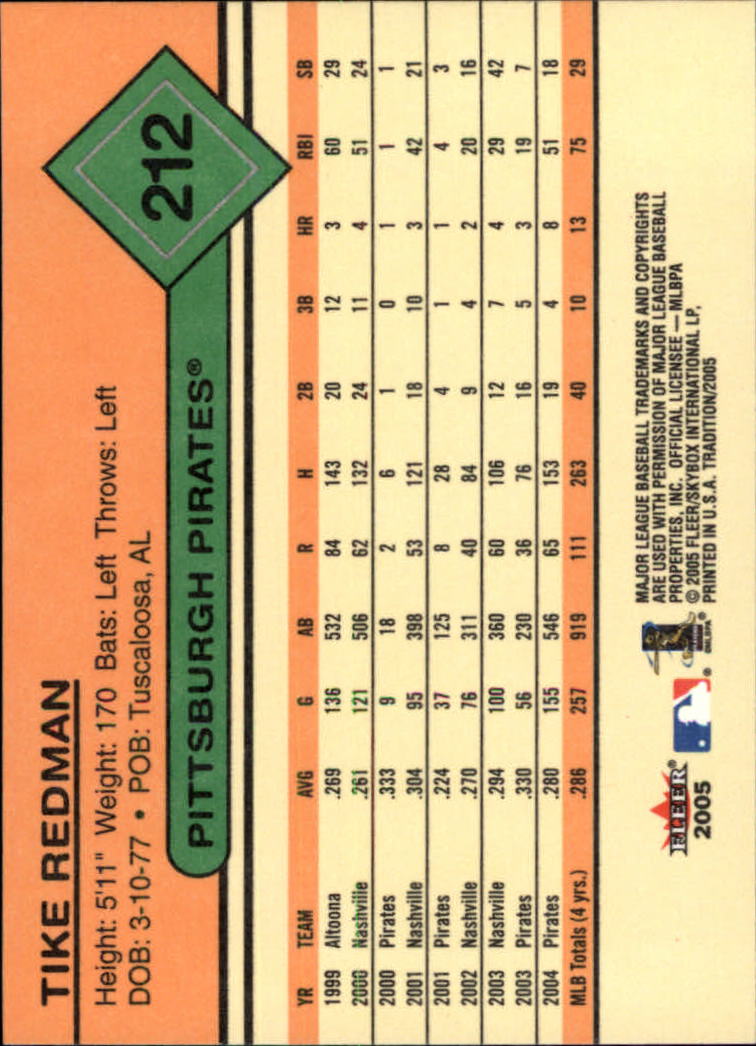 TIKE REDMAN
Height: 5'11" Weight: 170 Bats: Left Throws: Left
DOB: 3-10-77 • POB: Tuscaloosa, AL
212
PITTSBURGH PIRATES®
YR TEAM AVG G AB R H 2B 3B HR RBI SB
1999 Altoona .269 136 532 84 143 20 12 3 60 29
2000 Nashville .261 121 506 62 132 24 11 4 51 24
2000 Pirates .333 9 18 2 6 1 0 1 1 1
2001 Nashville .304 95 398 53 121 18 10 3 42 21
2001 Pirates .224 37 125 8 28 4 1 1 4 3
2002 Nashville .270 76 311 40 84 9 4 2 20 16
2003 Nashville .294 100 360 60 106 12 7 4 29 42
2003 Pirates .330 56 230 36 76 16 5 3 19 7
2004 Pirates .280 155 546 65 153 19 4 8 51 18
MLB Totals (4 yrs.) .286 257 919 111 263 40 10 13 75 29
FLEER®
2005
®
©MLBPA®
MAJOR LEAGUE BASEBALL TRADEMARKS AND COPYRIGHTS
ARE USED WITH PERMISSION OF MAJOR LEAGUE BASEBALL
PROPERTIES, INC. OFFICIAL LICENSEE — MLBPA
© 2005 FLEER/SKYBOX INTERNATIONAL LP,
PRINTED IN U.S.A. TRADITION/2005